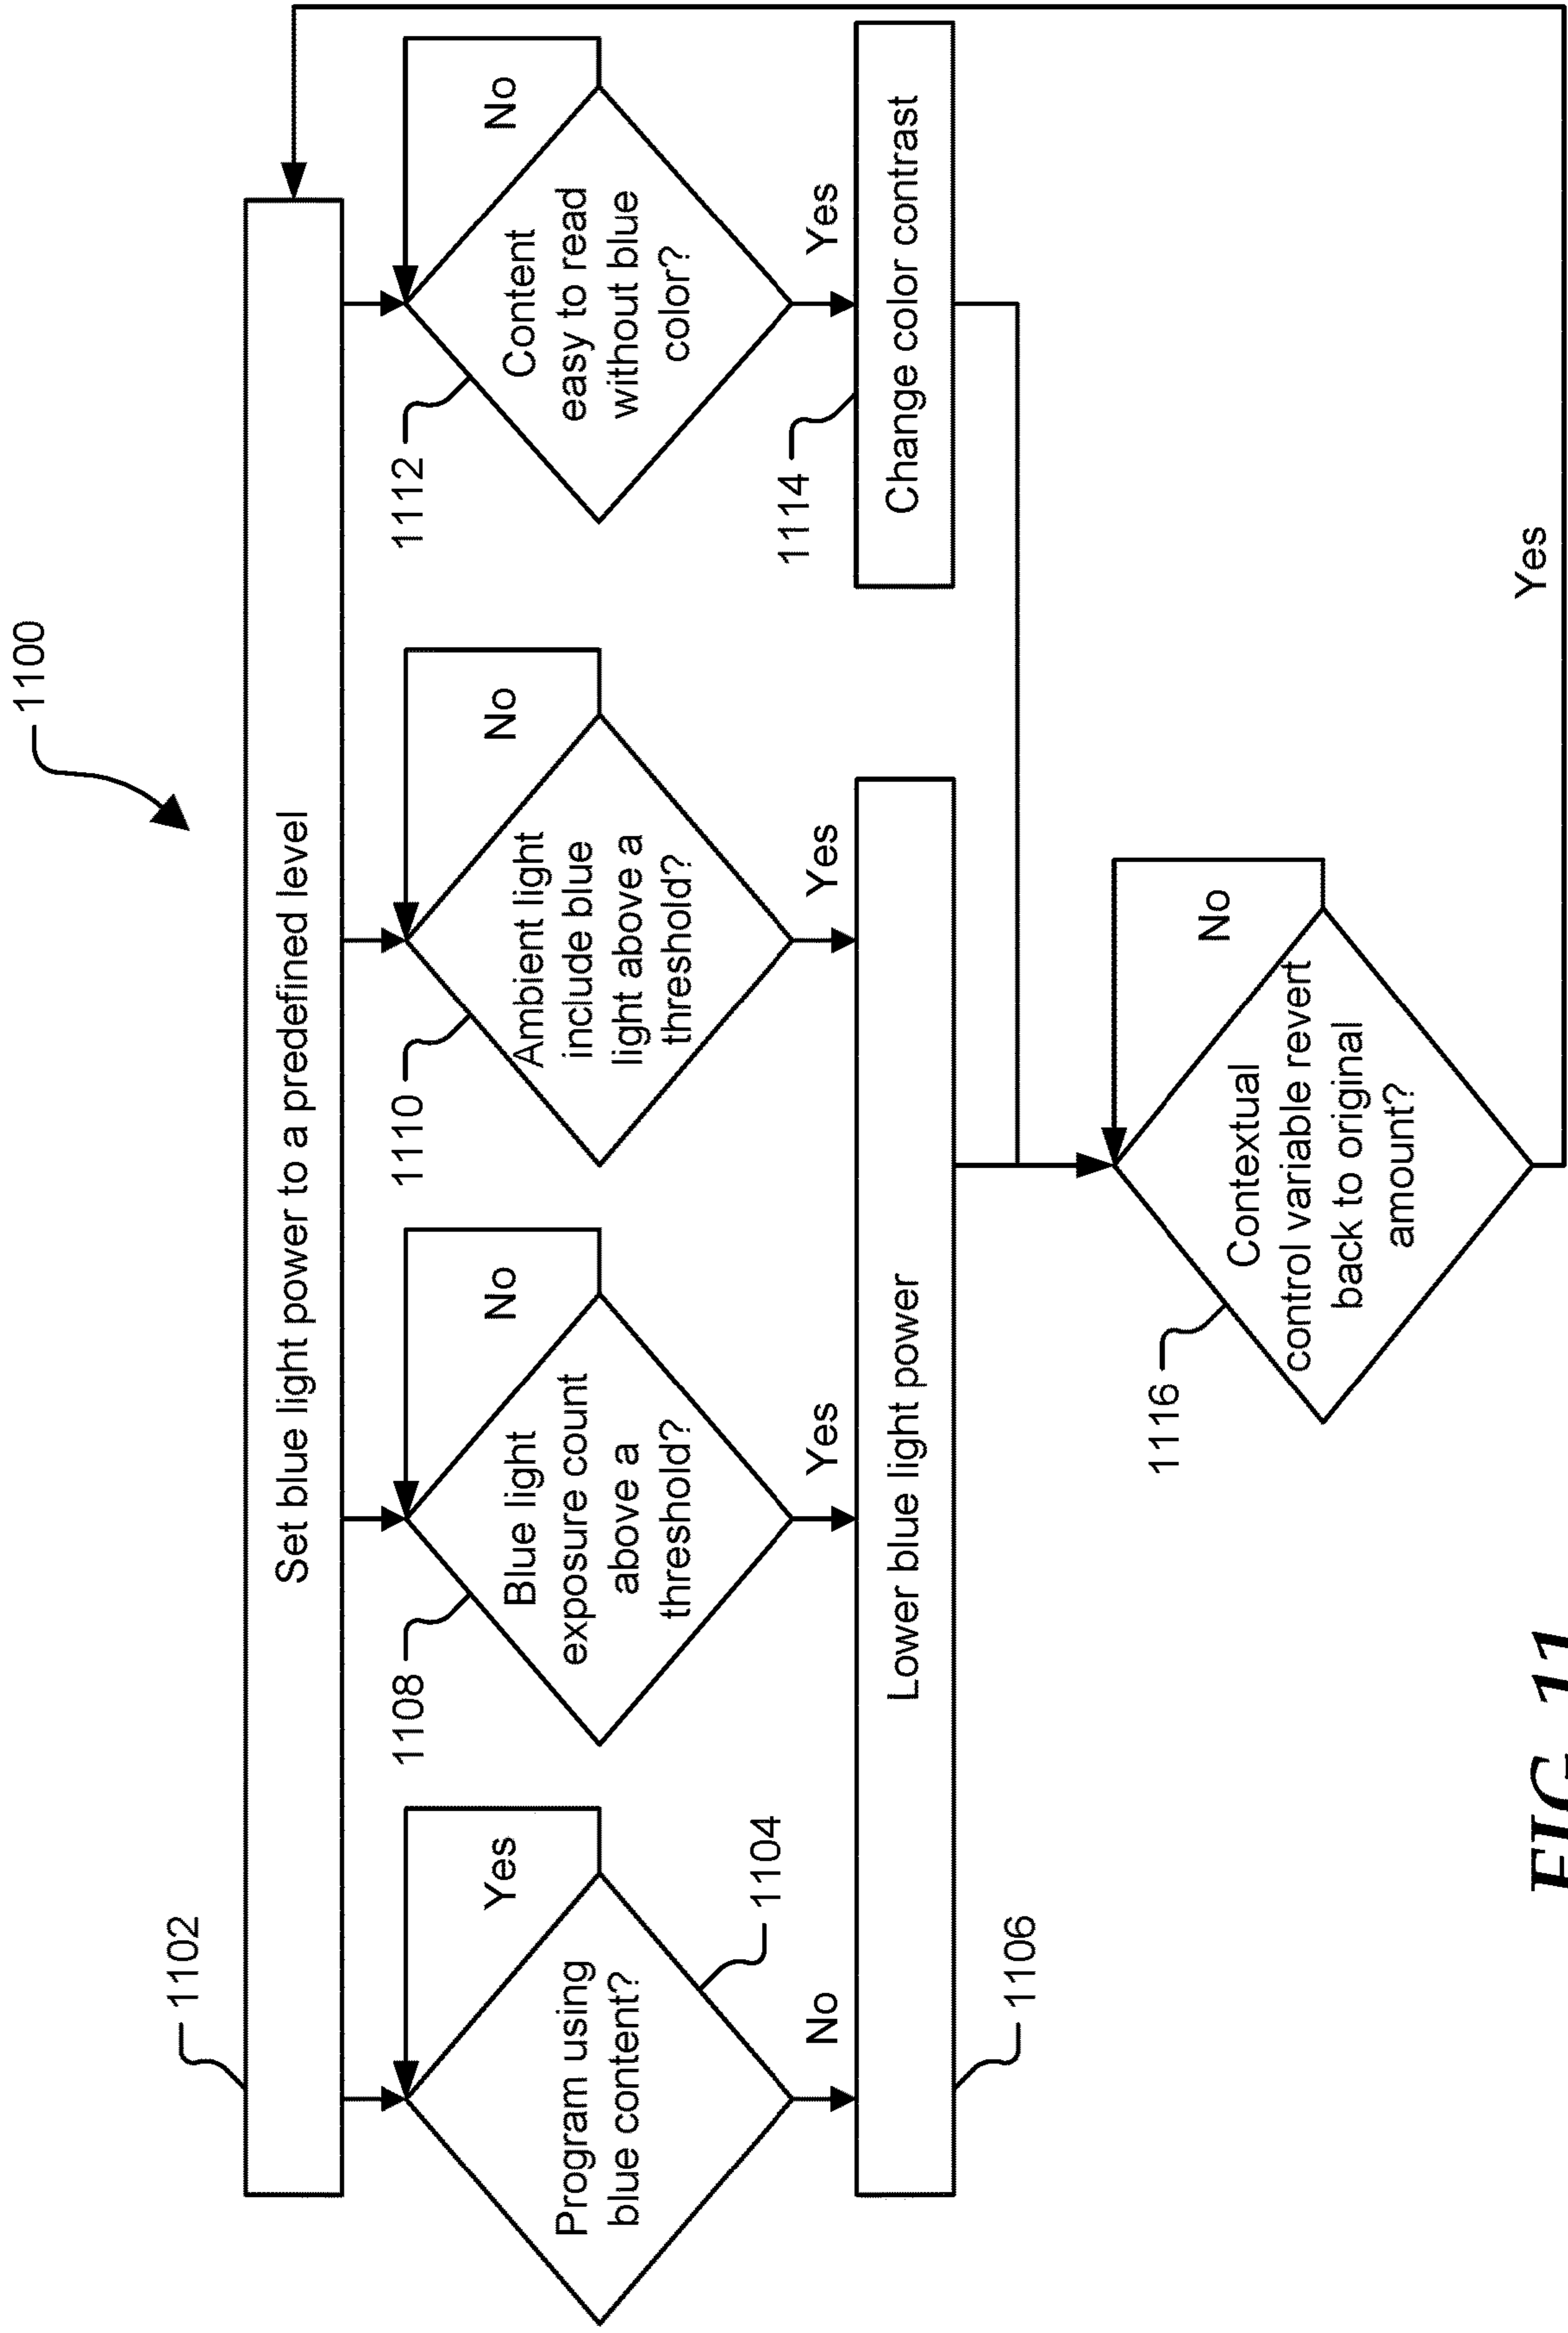 1100
1102
Set blue light power to a predefined level
Program using
blue content?
Yes
1104
No
1108
Blue light
exposure count
above a
threshold?
No
Yes
1110
Ambient light
include blue
light above a
threshold?
No
Yes
1112
Content
easy to read
without blue
color?
No
Yes
Lower blue light power
1106
1114
Change color contrast
1116
Contextual
control variable revert
back to original
amount?
No
Yes
FIG. 11